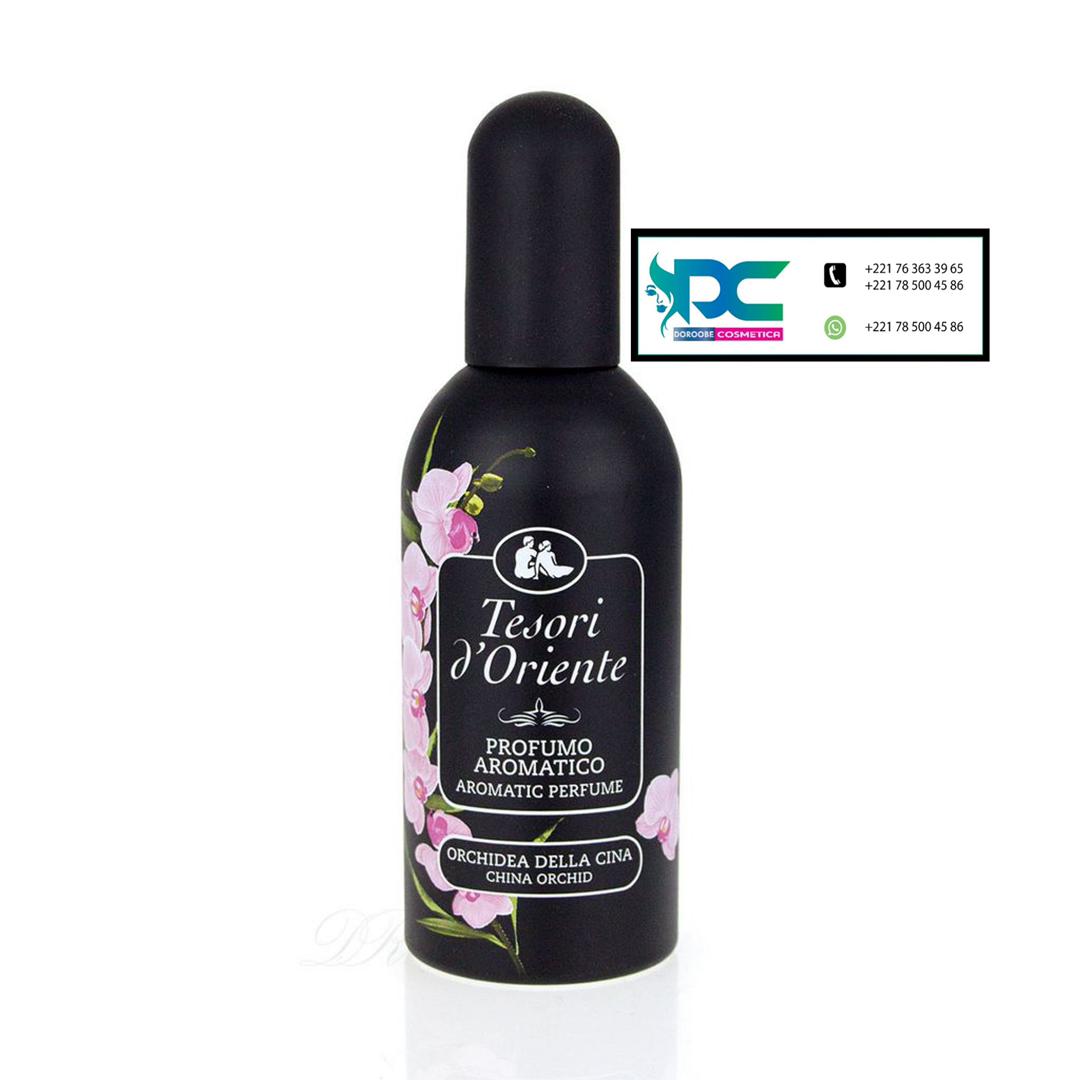 DC
DOROOBE COSMETICA
+221 76 363 39 65
+221 78 500 45 86
+221 78 500 45 86
Tesori
d'Oriente
PROFUMO
AROMATICO
AROMATIC PERFUME
ORCHIDEA DELLA CINA
CHINA ORCHID